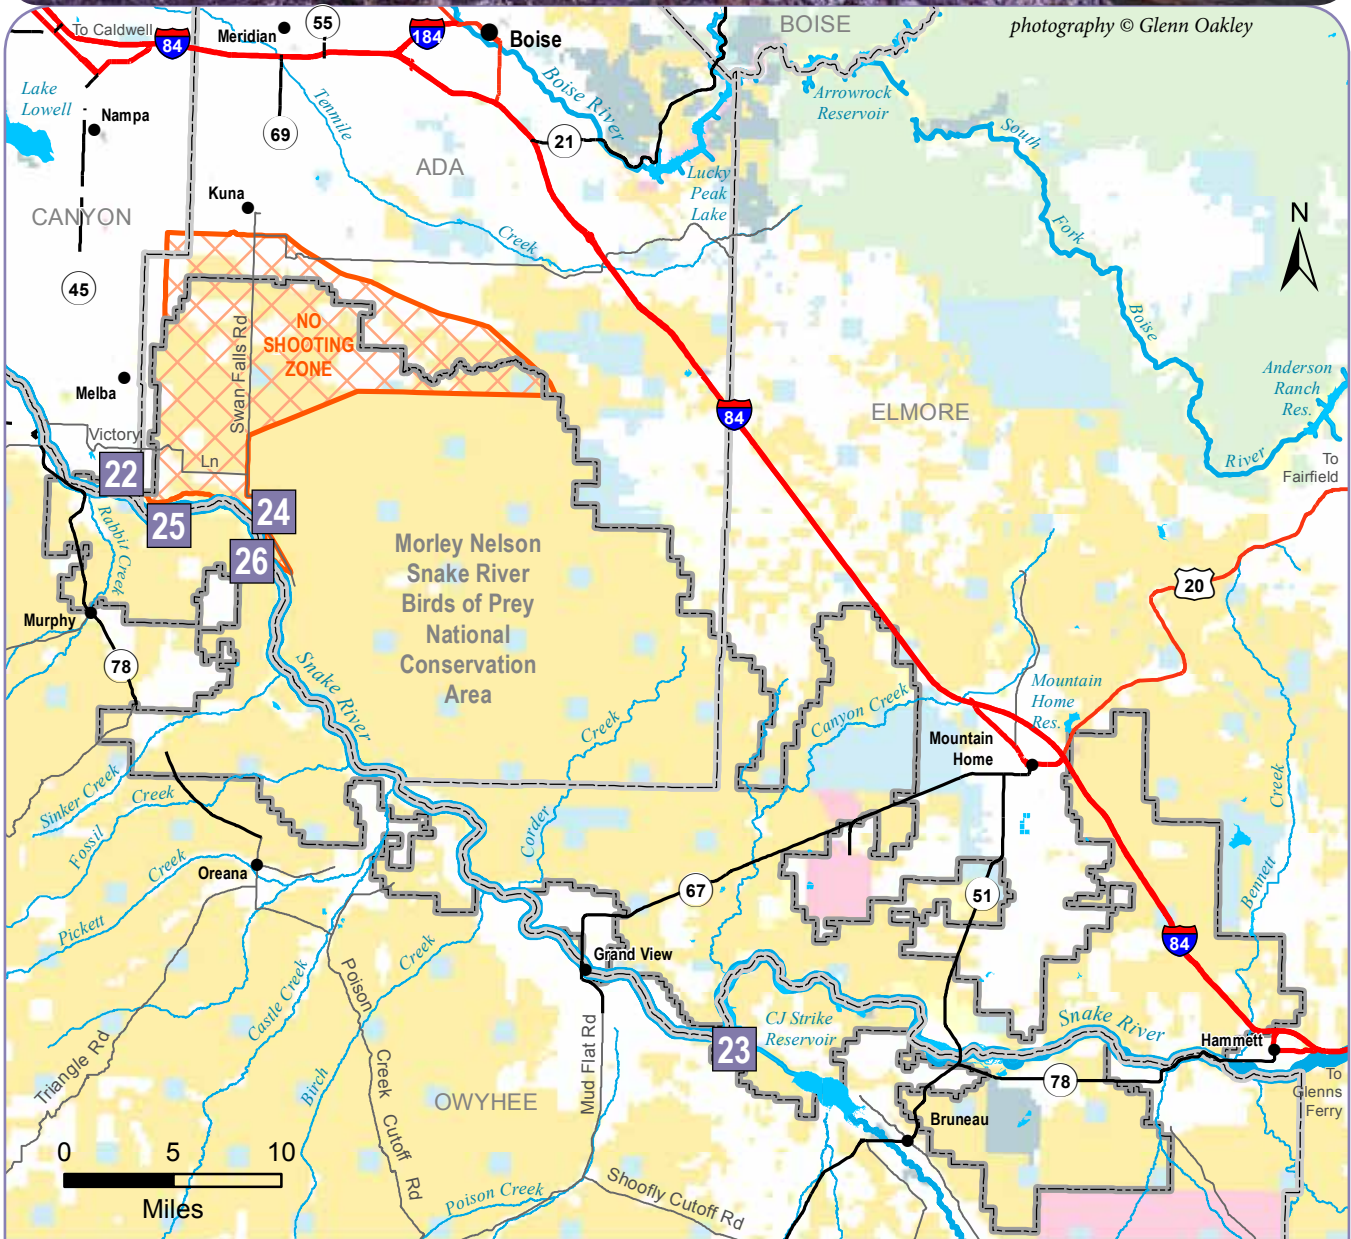 photography © Glenn Oakley
To Caldwell
84
Meridian
55
184
Boise
BOISE
Lake
Lowell
Nampa
69
Tenmile
Boise River
21
Arrowrock
Reservoir
South
ADA
Lucky
Peak
Lake
Kuna
CANYON
Creek
Fork
N
45
NO
SHOOTING
ZONE
Swan Falls Rd
Boise
Melba
Anderson
Ranch
Res.
84
ELMORE
Victory
Ln
River
To
Fairfield
22
25
24
26
Rabbit Creek
Morley Nelson
Snake River
Birds of Prey
National
Conservation
Area
20
Murphy
78
Snake River
Creek
Canyon Creek
Mountain
Home
Res.
Mountain
Home
Sinker Creek
Creek
Fossil
Corder
Creek
Creek
Oreana
67
51
Bennett
Pickett
Creek
Grand View
84
Poison
Castle Creek
CJ Strike
Reservoir
Snake River
Hammett
23
Triangle Rd
Creek
Mud Flat Rd
78
To
Glenns
Ferry
Birch
OWYHEE
Bruneau
Cutoff
Rd
0 5 10
Miles
Poison Creek
Shoofly Cutoff Rd